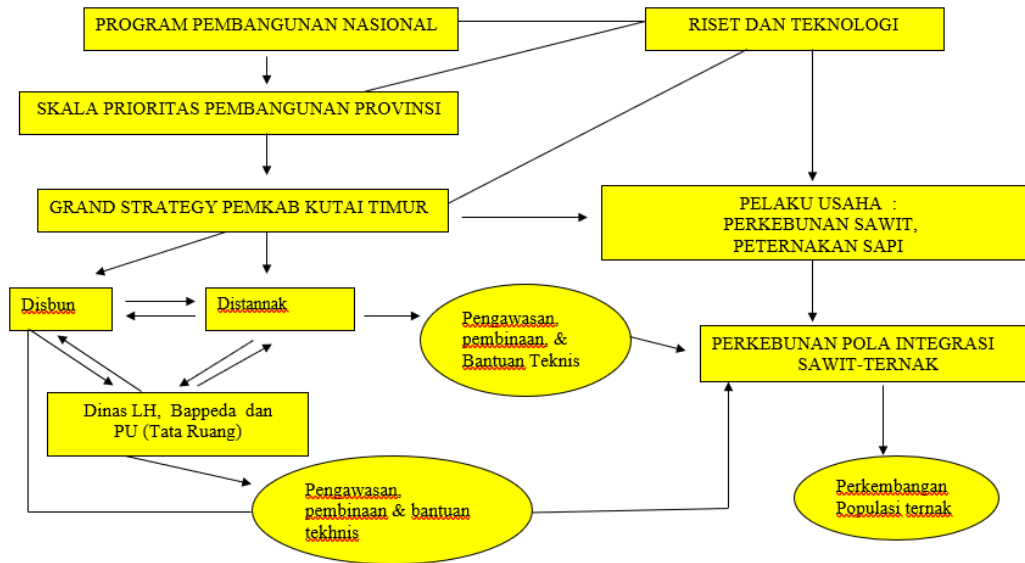 PROGRAM PEMBANGUNAN NASIONAL
RISET DAN TEKNOLOGI
SKALA PRIORITAS PEMBANGUNAN PROVINSI
GRAND STRATEGY PEMKAB KUTAI TIMUR
PELAKU USAHA :
PERKEBUNAN SAWIT,
PETERNAKAN SAPI
Disbun
Distannak
Pengawasan,
pembinaan, &
Bantuan Teknis
PERKEBUNAN POLA INTEGRASI
SAWIT-TERNAK
Dinas LH, Bappeda dan
PU (Tata Ruang)
Pengawasan,
pembinaan & bantuan
tekhnis
Perkembangan
Populasi ternak